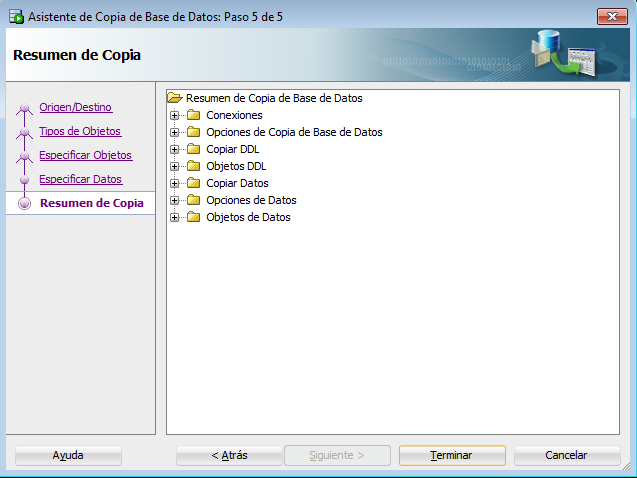 Asistente de Copia de Base de Datos: Paso 5 de 5
Resumen de Copia
Origen/Destino
Tipos de Objetos
Especificar Objetos
Especificar Datos
Resumen de Copia
Resumen de Copia de Base de Datos
Conexiones
Opciones de Copia de Base de Datos
Copiar DDL
Objetos DDL
Copiar Datos
Opciones de Datos
Objetos de Datos
Ayuda
< Atrás
Siguiente >
Terminar
Cancelar